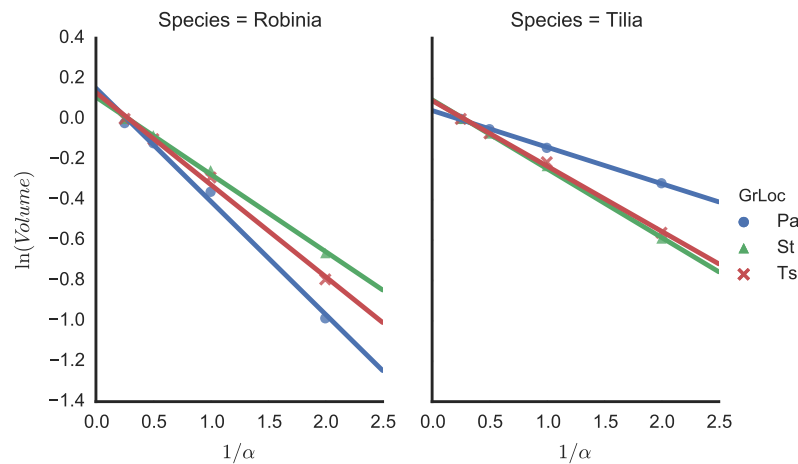 Species = Robinia
Species = Tilia
0.4
0.2
0.0
−0.2
−0.4
−0.6
−0.8
−1.0
−1.2
−1.4
ln(Volume)
0.0 0.5 1.0 1.5 2.0 2.5
0.0 0.5 1.0 1.5 2.0 2.5
1/α
1/α
GrLoc
Pa
St
Ts